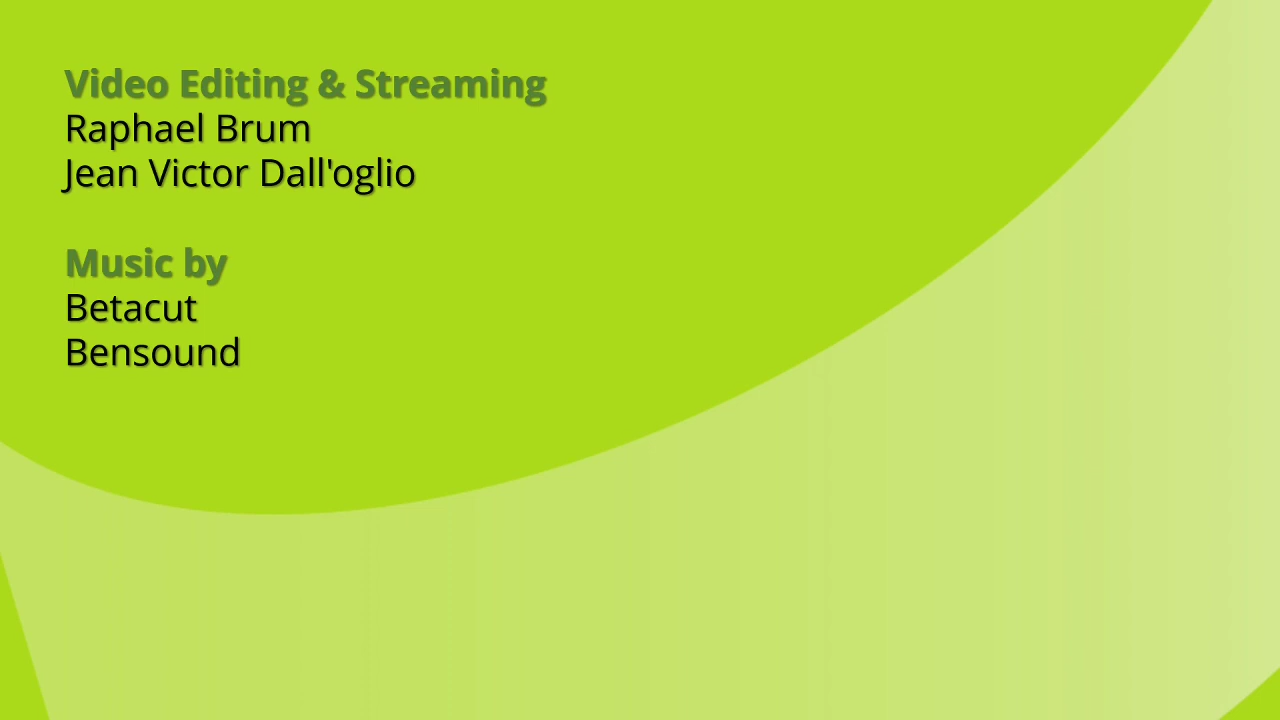 Video Editing & Streaming
Raphael Brum
Jean Victor Dall'oglio
Music by
Betacut
Bensound